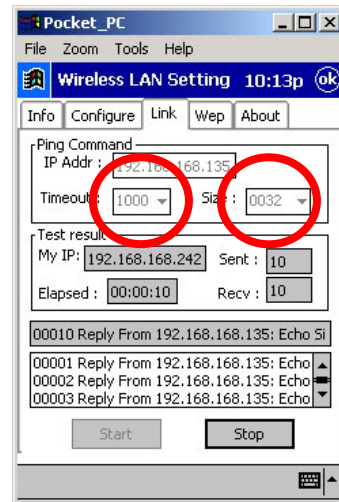 Pocket_PC
File Zoom Tools Help
Wireless LAN Setting 10:13p ok
Info Configure Link Wep About
Ping Command
IP Addr : 192.168.168.135
Timeout : 1000 Size : 0032
Test result
My IP: 192.168.168.242 Sent : 10
Elapsed : 00:00:10 Recv : 10
00010 Reply From 192.168.168.135: Echo Si
00001 Reply From 192.168.168.135: Echo
00002 Reply From 192.168.168.135: Echo
00003 Reply From 192.168.168.135: Echo
Start Stop